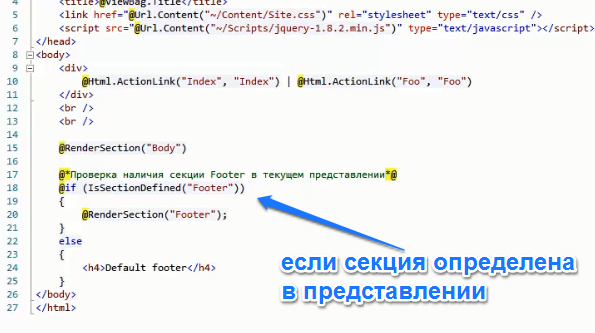 4 <title>@ViewBag.Title</title>
5 <link href="@Url.Content("~/Content/Site.css")" rel="stylesheet" type="text/css" />
6 <script src="@Url.Content("~/Scripts/jquery-1.8.2.min.js")" type="text/javascript"></script>
7 </head>
8 <body>
9 <div>
10 @Html.ActionLink("Index", "Index") | @Html.ActionLink("Foo", "Foo")
11 </div>
12 <br />
13 <br />
14
15 @RenderSection("Body")
16
17 @*Проверка наличия секции Footer в текущем представлении*@
18 @if (IsSectionDefined("Footer"))
19 {
20 @RenderSection("Footer");
21 }
22 else
23 {
24 <h4>Default footer</h4>
25 }
26 </body>
27 </html>
если секция определена
в представлении